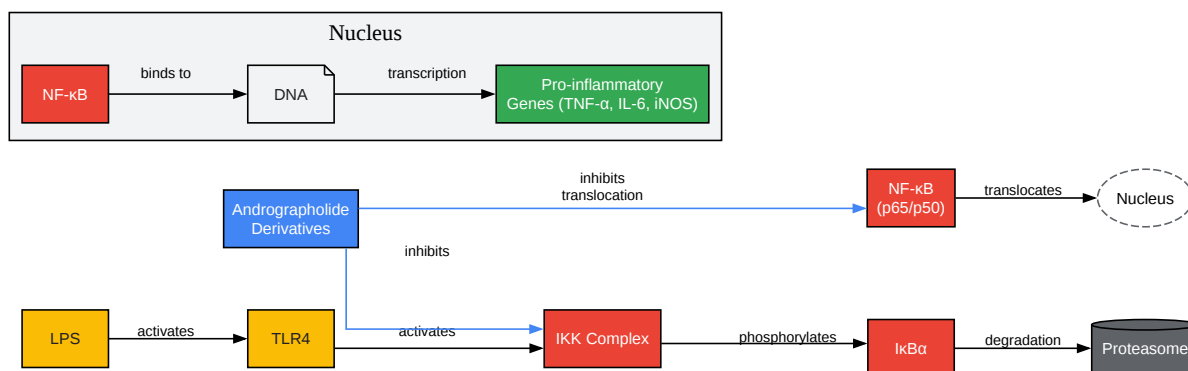 Nucleus
NF-κB
binds to
DNA
transcription
Pro-inflammatory
Genes (TNF-α, IL-6, iNOS)
Andrographolide
Derivatives
inhibits
translocation
NF-κB
(p65/p50)
translocates
Nucleus
inhibits
LPS
activates
TLR4
activates
IKK Complex
phosphorylates
IκBα
degradation
Proteasome